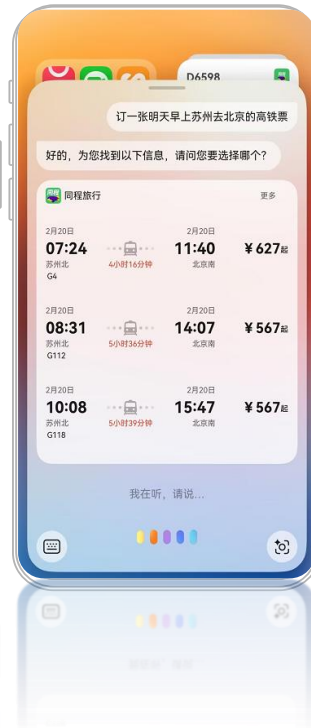 D6598
订一张明天早上苏州去北京的高铁票
好的，为您找到以下信息，请问您要选择哪个？
同程
同程旅行
更多
2月20日
2月20日
07:24
11:40
¥627起
苏州北
4小时16分钟
北京南
G4
2月20日
2月20日
08:31
14:07
¥567起
苏州北
5小时36分钟
北京南
G112
2月20日
2月20日
10:08
15:47
¥567起
苏州北
5小时39分钟
北京南
G118
我在听，请说...